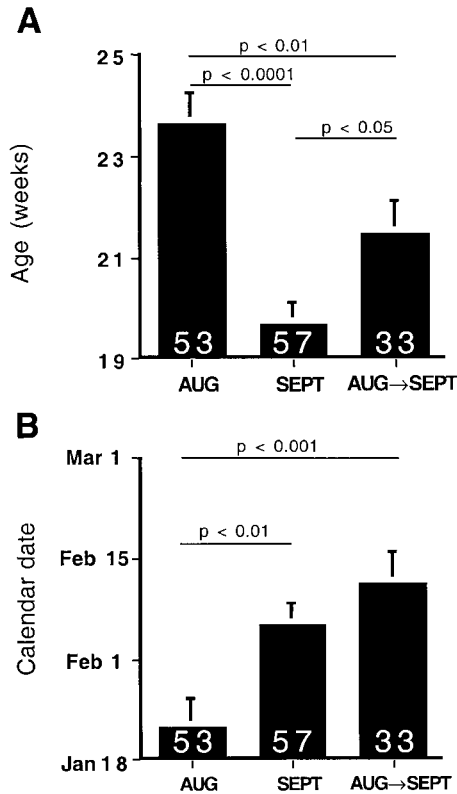 A
25
p < 0.01
p < 0.0001
p < 0.05
23
Age (weeks)
21
19
53 57 33
AUG SEPT AUG→SEPT
B
Mar 1
p < 0.001
p < 0.01
Feb 15
Calendar date
Feb 1
Jan 18
53 57 33
AUG SEPT AUG→SEPT